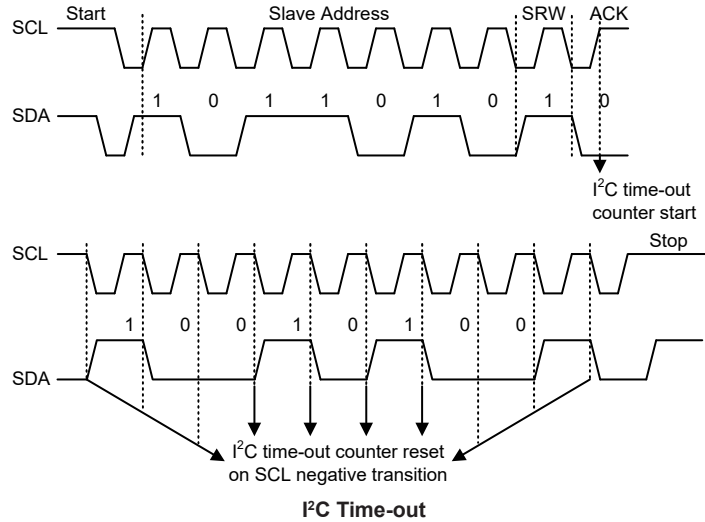 Start Slave Address SRW ACK
SCL
1 0 1 1 0 1 0 1 0
SDA
I²C time-out
counter start
Stop
SCL
1 0 0 1 0 1 0 0
SDA
I²C time-out counter reset
on SCL negative transition
I²C Time-out